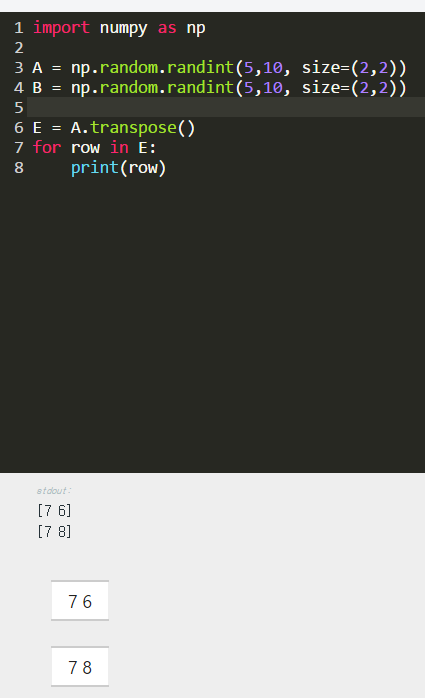 1 import numpy as np
2
3 A = np.random.randint(5,10, size=(2,2))
4 B = np.random.randint(5,10, size=(2,2))
5
6 E = A.transpose()
7 for row in E:
8     print(row)
stdout:
[7 6]
[7 8]
7 6
7 8